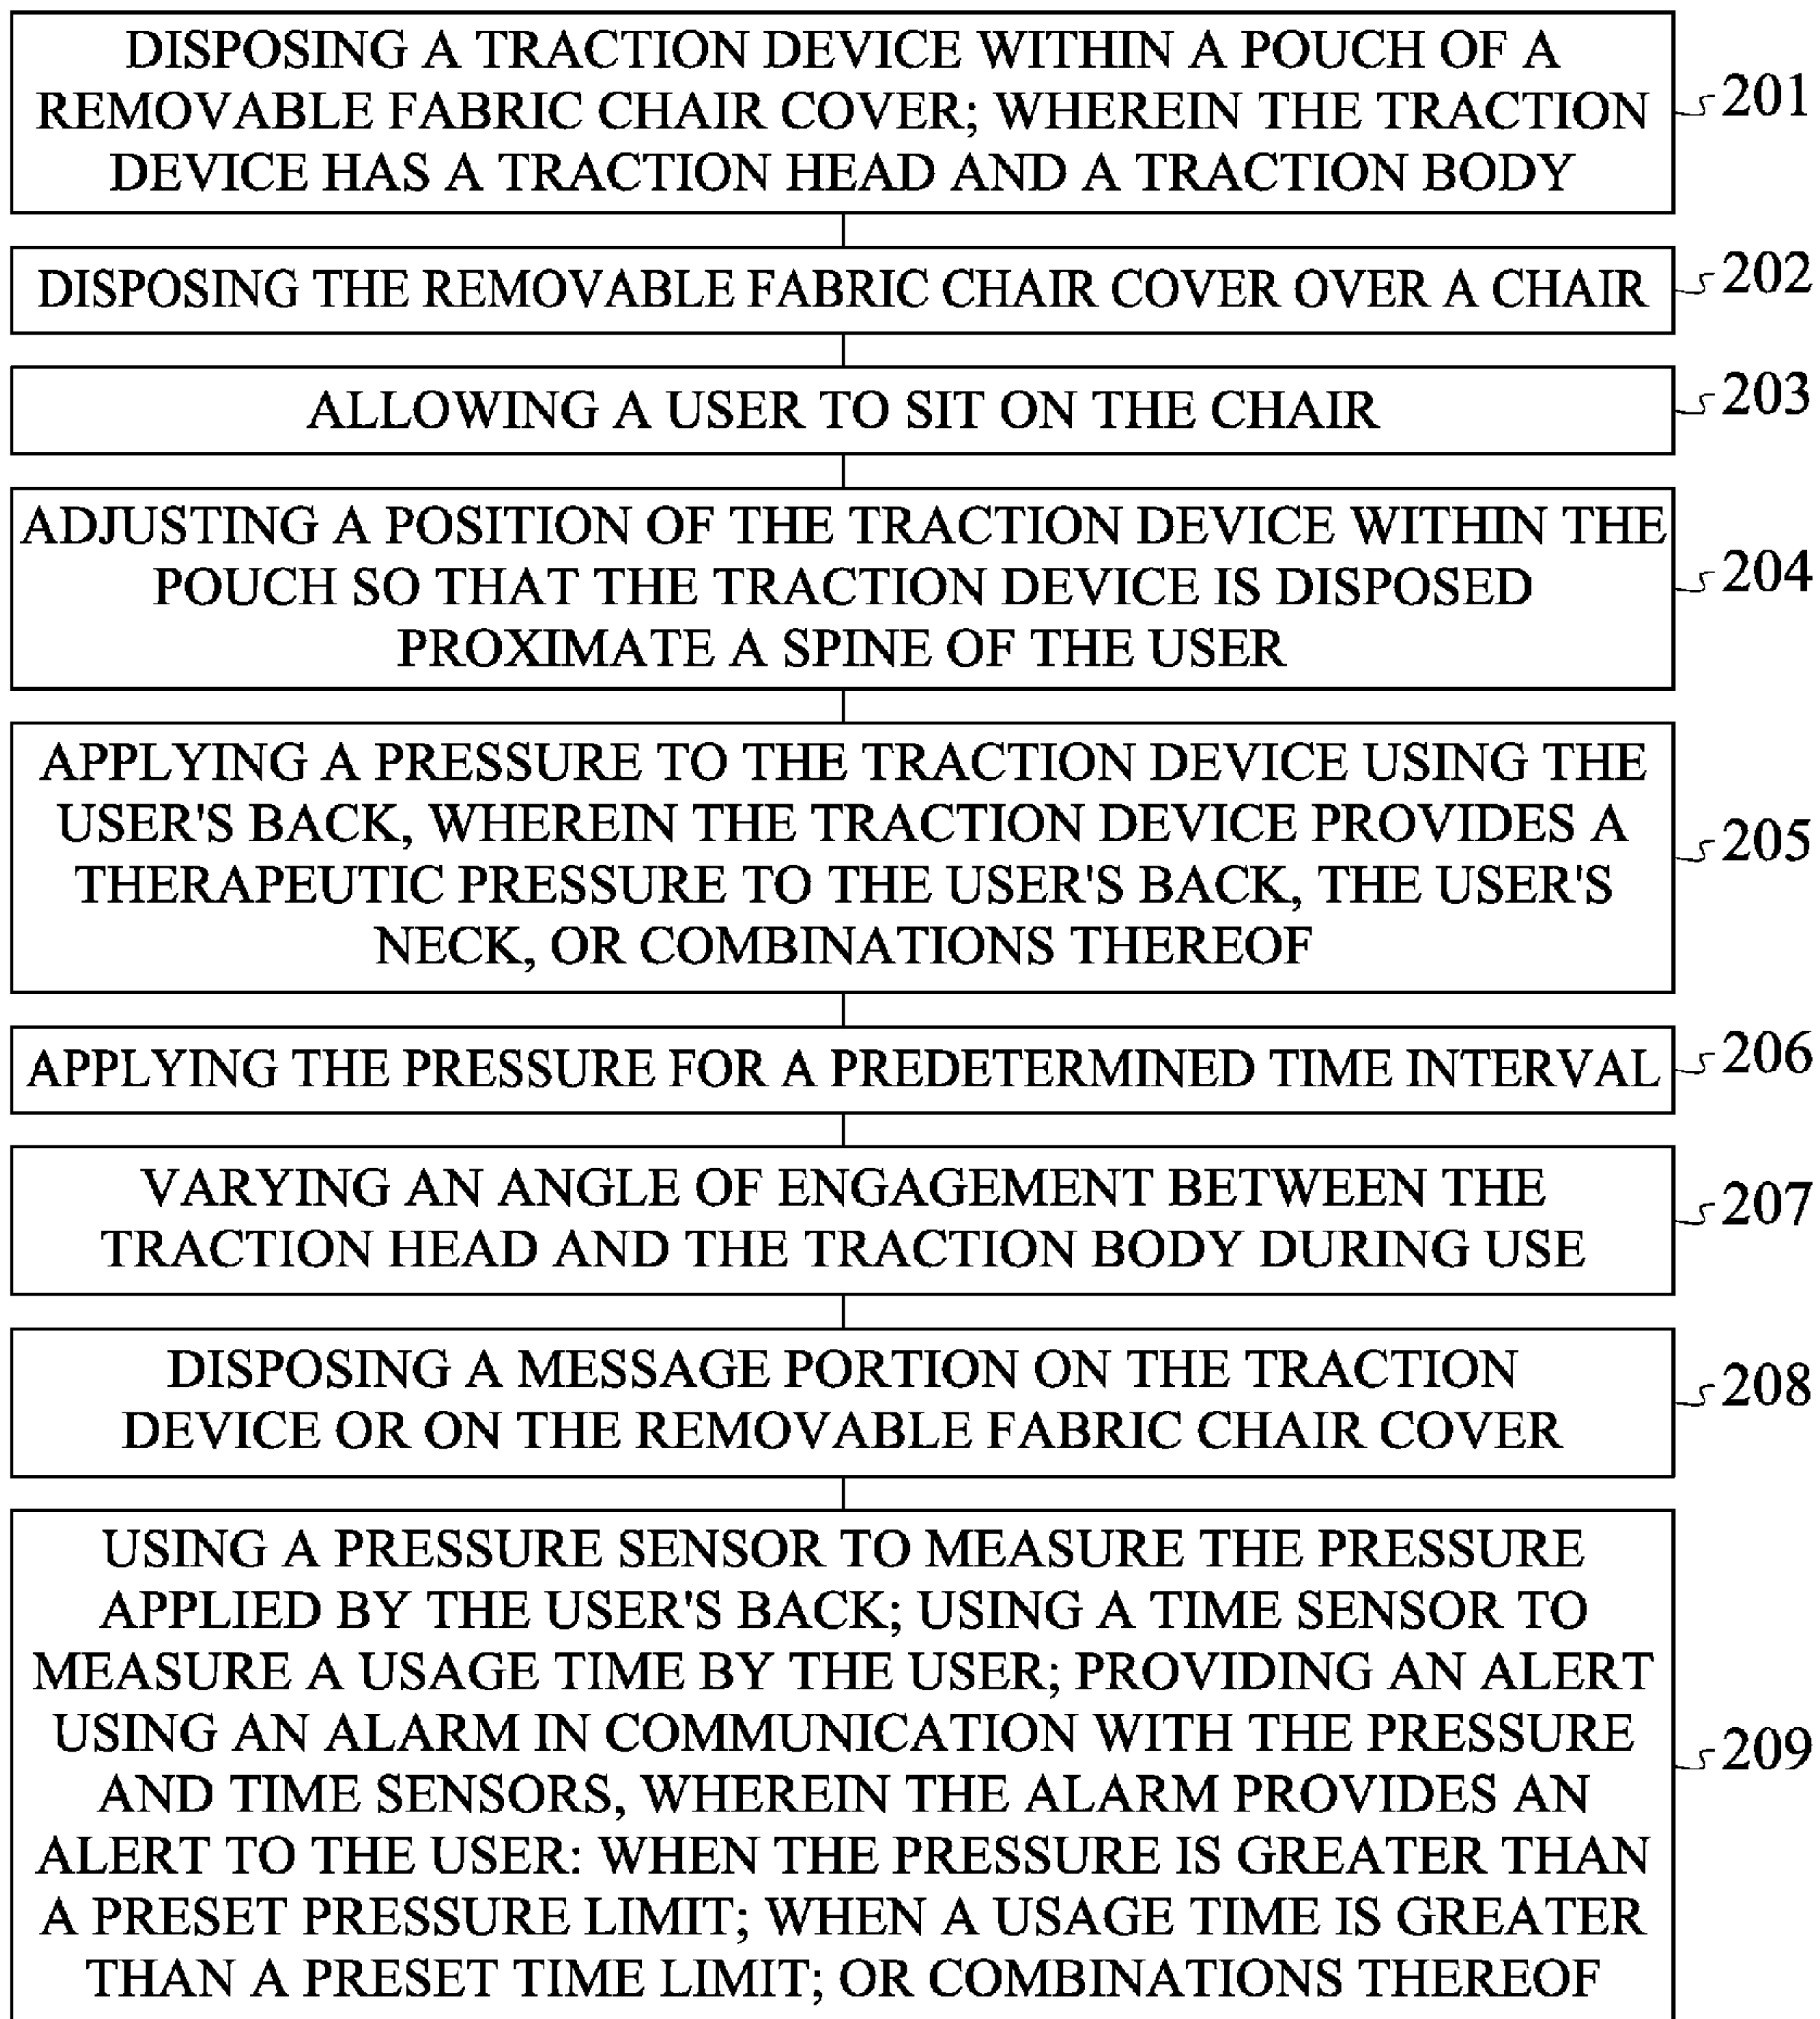 DISPOSING A TRACTION DEVICE WITHIN A POUCH OF A
REMOVABLE FABRIC CHAIR COVER; WHEREIN THE TRACTION
DEVICE HAS A TRACTION HEAD AND A TRACTION BODY
201
DISPOSING THE REMOVABLE FABRIC CHAIR COVER OVER A CHAIR
202
ALLOWING A USER TO SIT ON THE CHAIR
203
ADJUSTING A POSITION OF THE TRACTION DEVICE WITHIN THE
POUCH SO THAT THE TRACTION DEVICE IS DISPOSED
PROXIMATE A SPINE OF THE USER
204
APPLYING A PRESSURE TO THE TRACTION DEVICE USING THE
USER'S BACK, WHEREIN THE TRACTION DEVICE PROVIDES A
THERAPEUTIC PRESSURE TO THE USER'S BACK, THE USER'S
NECK, OR COMBINATIONS THEREOF
205
APPLYING THE PRESSURE FOR A PREDETERMINED TIME INTERVAL
206
VARYING AN ANGLE OF ENGAGEMENT BETWEEN THE
TRACTION HEAD AND THE TRACTION BODY DURING USE
207
DISPOSING A MESSAGE PORTION ON THE TRACTION
DEVICE OR ON THE REMOVABLE FABRIC CHAIR COVER
208
USING A PRESSURE SENSOR TO MEASURE THE PRESSURE
APPLIED BY THE USER'S BACK; USING A TIME SENSOR TO
MEASURE A USAGE TIME BY THE USER; PROVIDING AN ALERT
USING AN ALARM IN COMMUNICATION WITH THE PRESSURE
AND TIME SENSORS, WHEREIN THE ALARM PROVIDES AN
ALERT TO THE USER: WHEN THE PRESSURE IS GREATER THAN
A PRESET PRESSURE LIMIT; WHEN A USAGE TIME IS GREATER
THAN A PRESET TIME LIMIT; OR COMBINATIONS THEREOF
209